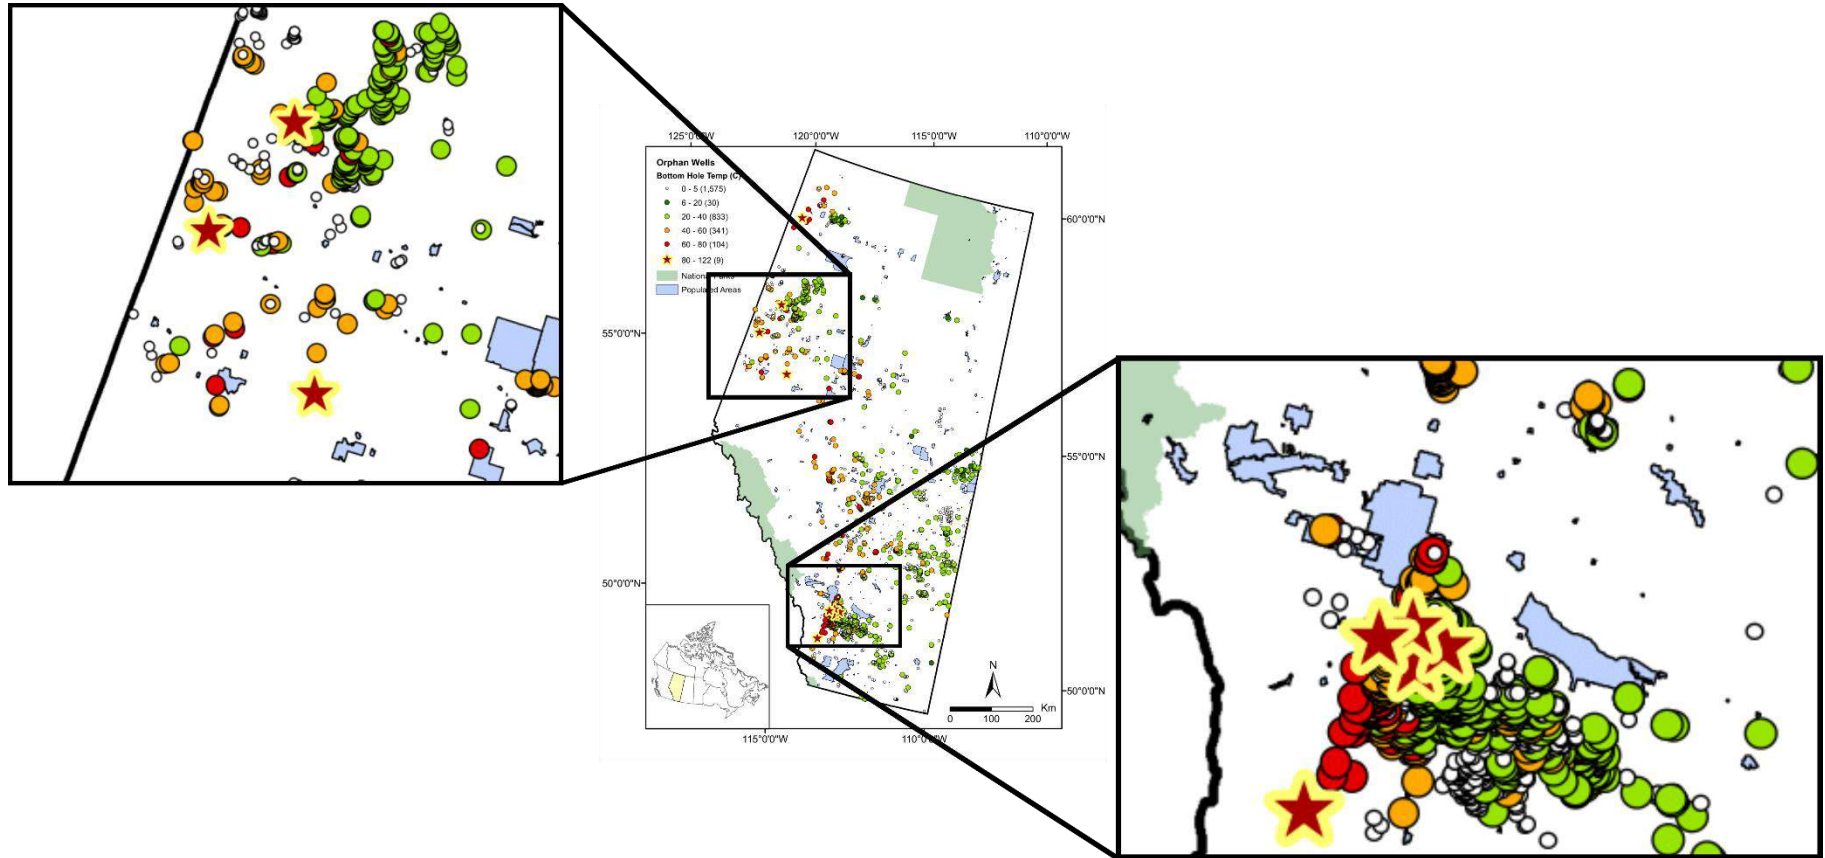 125°0'0"W 120°0'0"W 115°0'0"W 110°0'0"W
Orphan Wells
Bottom Hole Temp (C)
0 - 5 (1,575)
6 - 20 (30)
20 - 40 (833)
40 - 60 (341)
60 - 80 (104)
80 - 122 (9)
National Parks
Populated Areas
60°0'0"N
55°0'0"N
55°0'0"N
50°0'0"N
50°0'0"N
N
Km
0 100 200
115°0'0"W 110°0'0"W